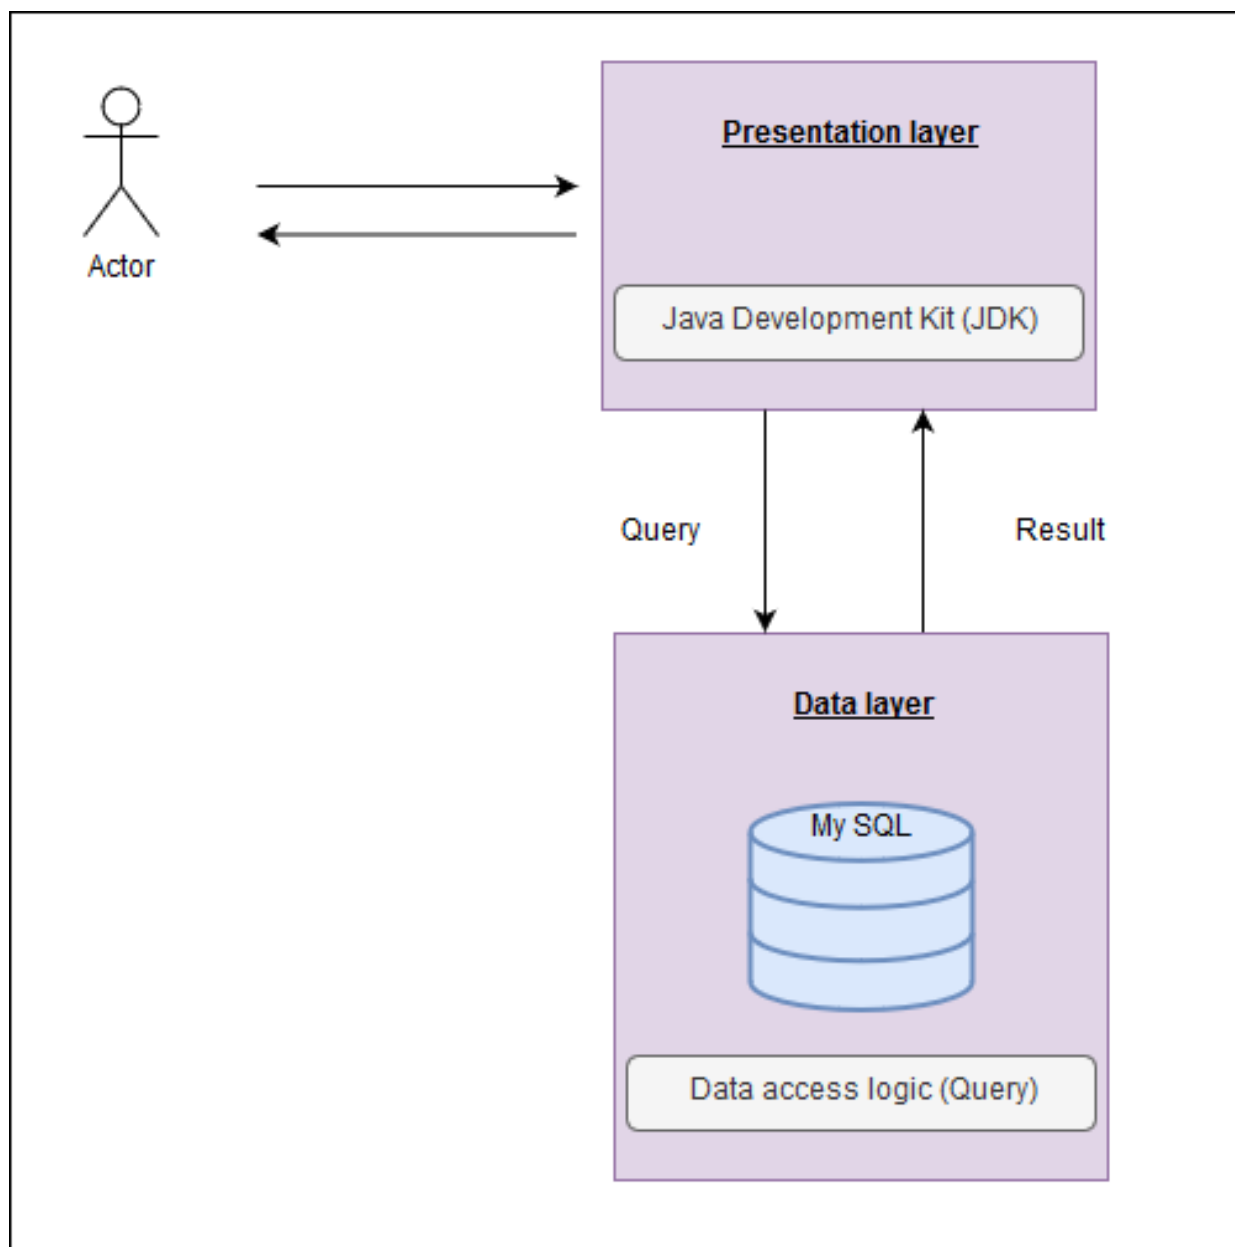 Presentation layer
Actor
Java Development Kit (JDK)
Query
Result
Data layer
My SQL
Data access logic (Query)